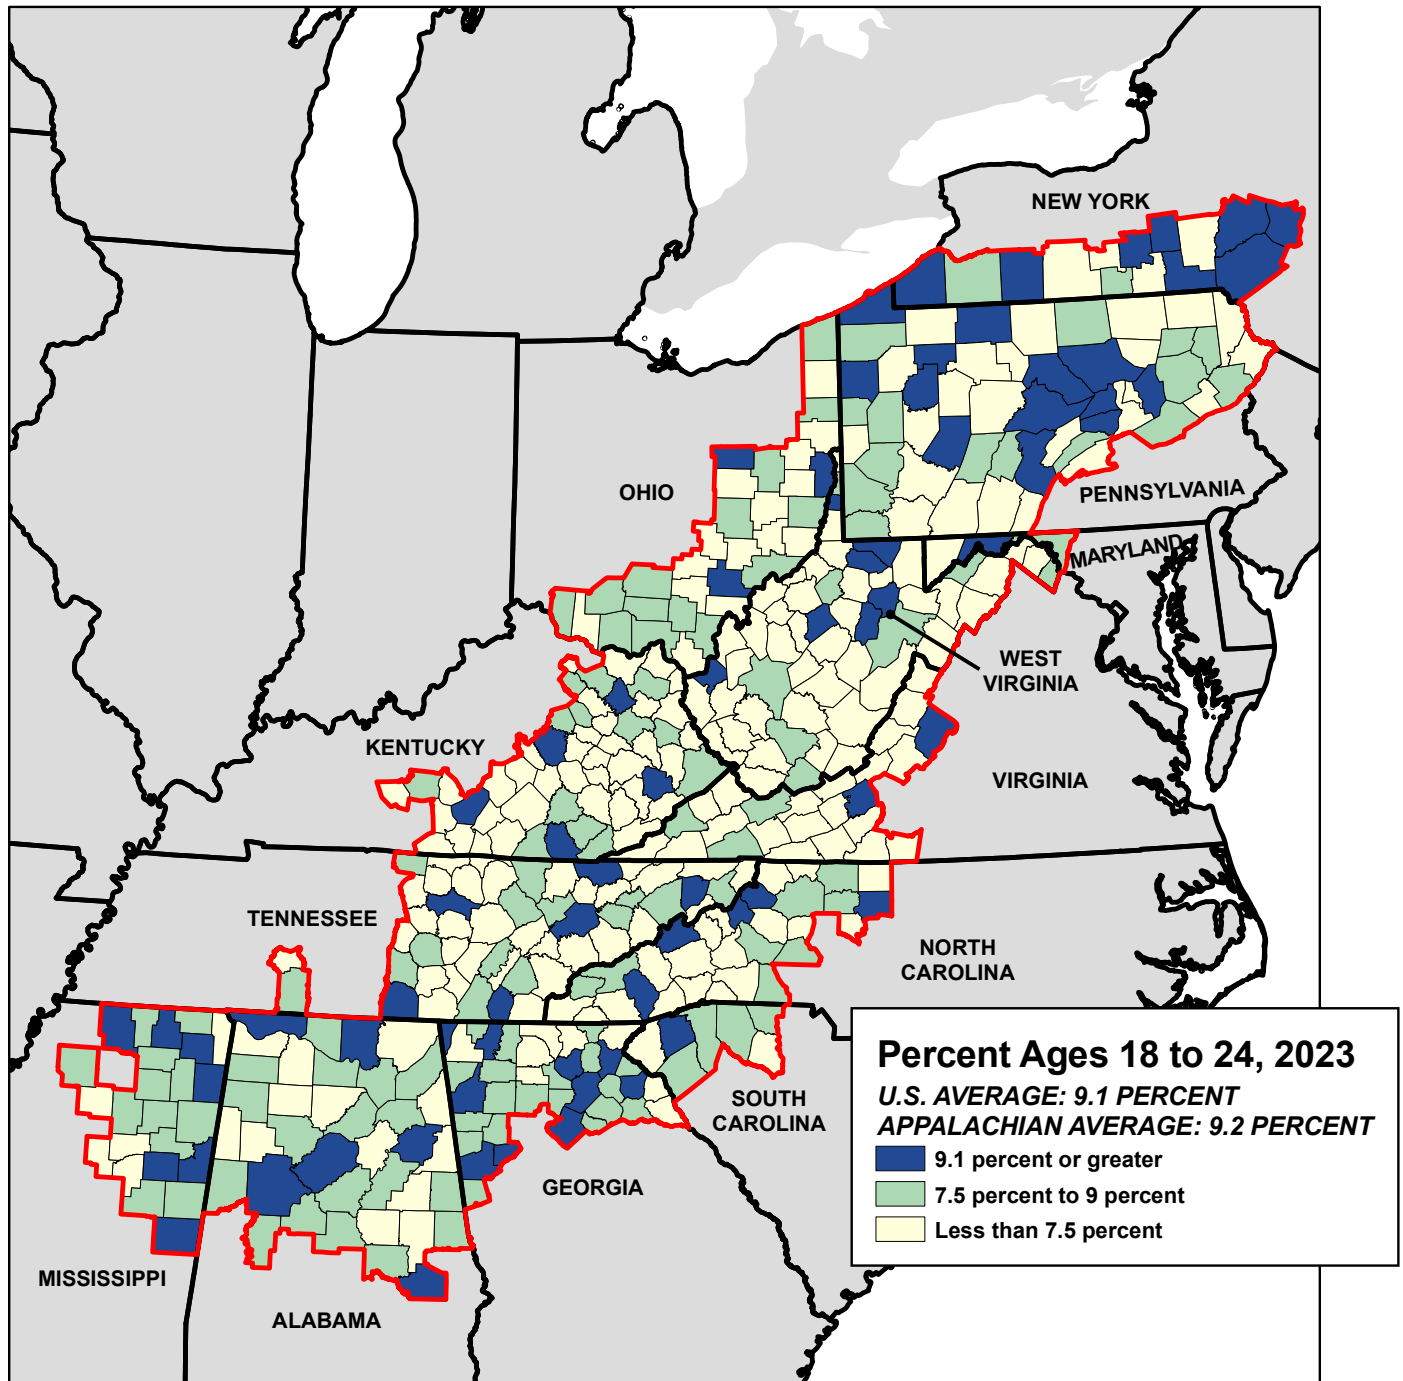 NEW YORK
OHIO
PENNSYLVANIA
MARYLAND
WEST
VIRGINIA
KENTUCKY
VIRGINIA
TENNESSEE
NORTH
CAROLINA
SOUTH
CAROLINA
GEORGIA
MISSISSIPPI
ALABAMA
Percent Ages 18 to 24, 2023
U.S. AVERAGE: 9.1 PERCENT
APPALACHIAN AVERAGE: 9.2 PERCENT
9.1 percent or greater
7.5 percent to 9 percent
Less than 7.5 percent